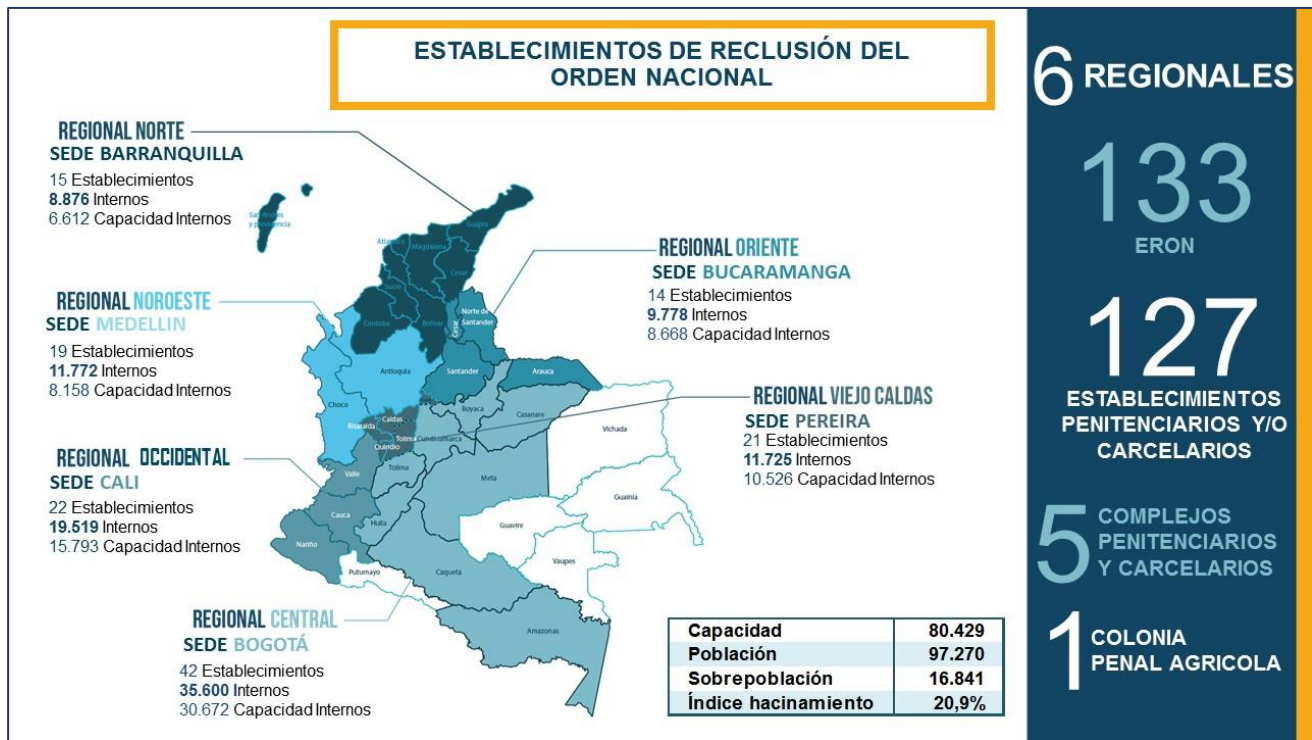 ESTABLECIMIENTOS DE RECLUSIÓN DEL
ORDEN NACIONAL
REGIONAL NORTE
SEDE BARRANQUILLA
15 Establecimientos
8.876 Internos
6.612 Capacidad Internos
REGIONAL NOROESTE
SEDE MEDELLIN
19 Establecimientos
11.772 Internos
8.158 Capacidad Internos
REGIONAL OCCIDENTAL
SEDE CALI
22 Establecimientos
19.519 Internos
15.793 Capacidad Internos
REGIONAL CENTRAL
SEDE BOGOTÁ
42 Establecimientos
35.600 Internos
30.672 Capacidad Internos
REGIONAL ORIENTE
SEDE BUCARAMANGA
14 Establecimientos
9.778 Internos
8.668 Capacidad Internos
REGIONAL VIEJO CALDAS
SEDE PEREIRA
21 Establecimientos
11.725 Internos
10.526 Capacidad Internos
San Andres
y providencia
Guajira
Atlantico
Magdalena
Cesar
Sucre
Cordoba
Bolivar
Cesar
Norte de
Santander
Antioquia
Santander
Arauca
Choco
Boyaca
Casanare
Caldas
Risaralda
Tolima
Cundinamarca
Quindio
Vichada
Valle
Tolima
Meta
Guainia
Cauca
Huila
Guavire
Nariño
Vaupes
Putumayo
Caqueta
Amazonas
Capacidad 80.429
Población 97.270
Sobrepoblación 16.841
Índice hacinamiento 20,9%
6 REGIONALES
133
ERON
127
ESTABLECIMIENTOS
PENITENCIARIOS Y/O
CARCELARIOS
5 COMPLEJOS
PENITENCIARIOS
Y CARCELARIOS
1 COLONIA
PENAL AGRICOLA